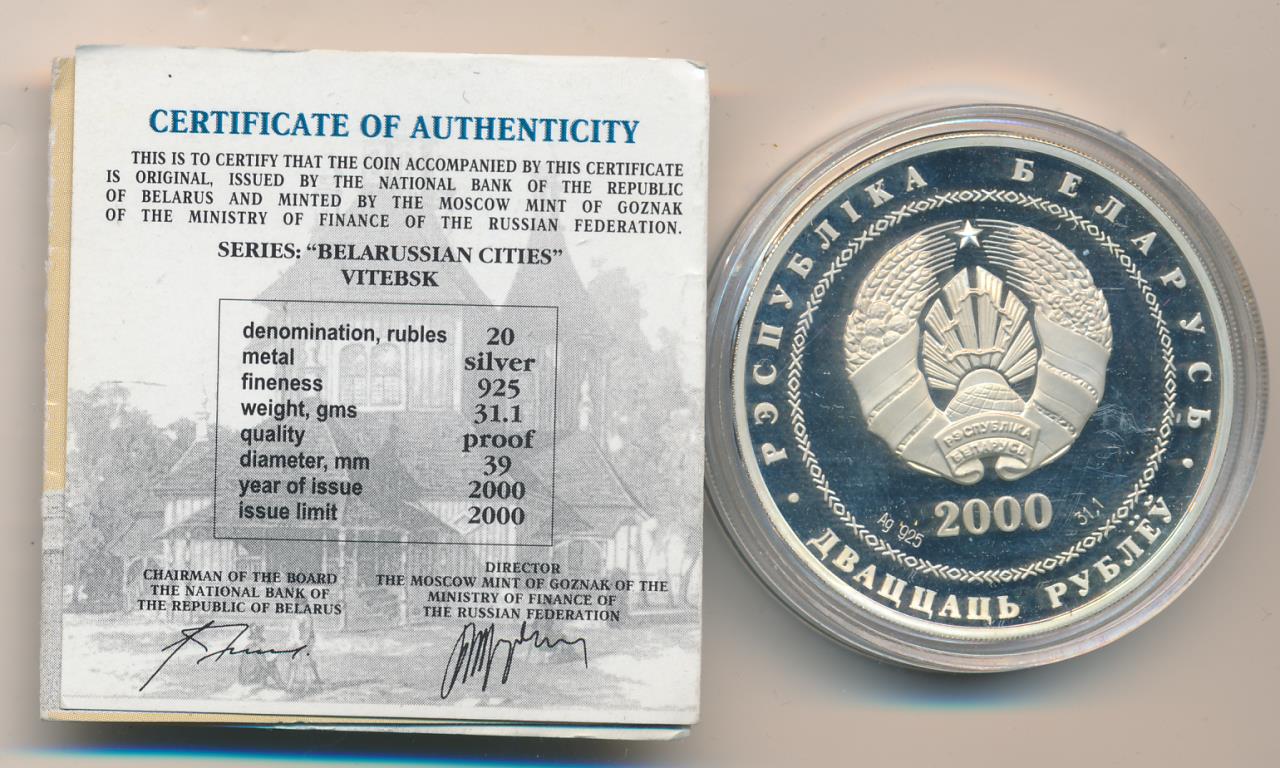 CERTIFICATE OF AUTHENTICITY
THIS IS TO CERTIFY THAT THE COIN ACCOMPANIED BY THIS CERTIFICATE
IS ORIGINAL, ISSUED BY THE NATIONAL BANK OF THE REPUBLIC
OF BELARUS AND MINTED BY THE MOSCOW MINT OF GOZNAK
OF THE MINISTRY OF FINANCE OF THE RUSSIAN FEDERATION.
SERIES: “BELARUSSIAN CITIES”
VITEBSK
denomination, rubles 20
metal silver
fineness 925
weight, gms 31.1
quality proof
diameter, mm 39
year of issue 2000
issue limit 2000
CHAIRMAN OF THE BOARD
THE NATIONAL BANK OF
THE REPUBLIC OF BELARUS
DIRECTOR
THE MOSCOW MINT OF GOZNAK OF THE
MINISTRY OF FINANCE OF
THE RUSSIAN FEDERATION
РЭСПУБЛІКА БЕЛАРУСЬ
РЭСПУБЛІКА
БЕЛАРУСЬ
2000
Ag 925
31,1
ДВАЦЦАЦЬ РУБЛЁЎ